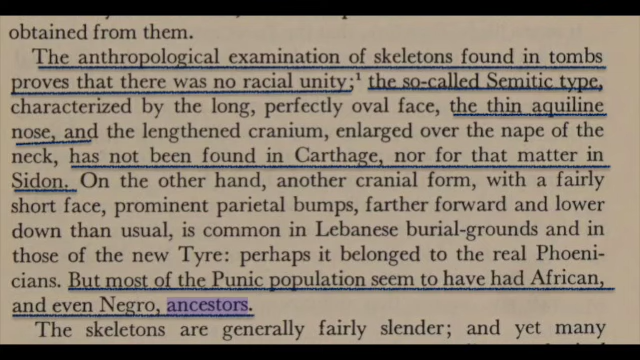 obtained from them.
The anthropological examination of skeletons found in tombs
proves that there was no racial unity;¹ the so-called Semitic type,
characterized by the long, perfectly oval face, the thin aquiline
nose, and the lengthened cranium, enlarged over the nape of the
neck, has not been found in Carthage, nor for that matter in
Sidon. On the other hand, another cranial form, with a fairly
short face, prominent parietal bumps, farther forward and lower
down than usual, is common in Lebanese burial-grounds and in
those of the new Tyre: perhaps it belonged to the real Phoeni-
cians. But most of the Punic population seem to have had African,
and even Negro, ancestors.
The skeletons are generally fairly slender; and yet many